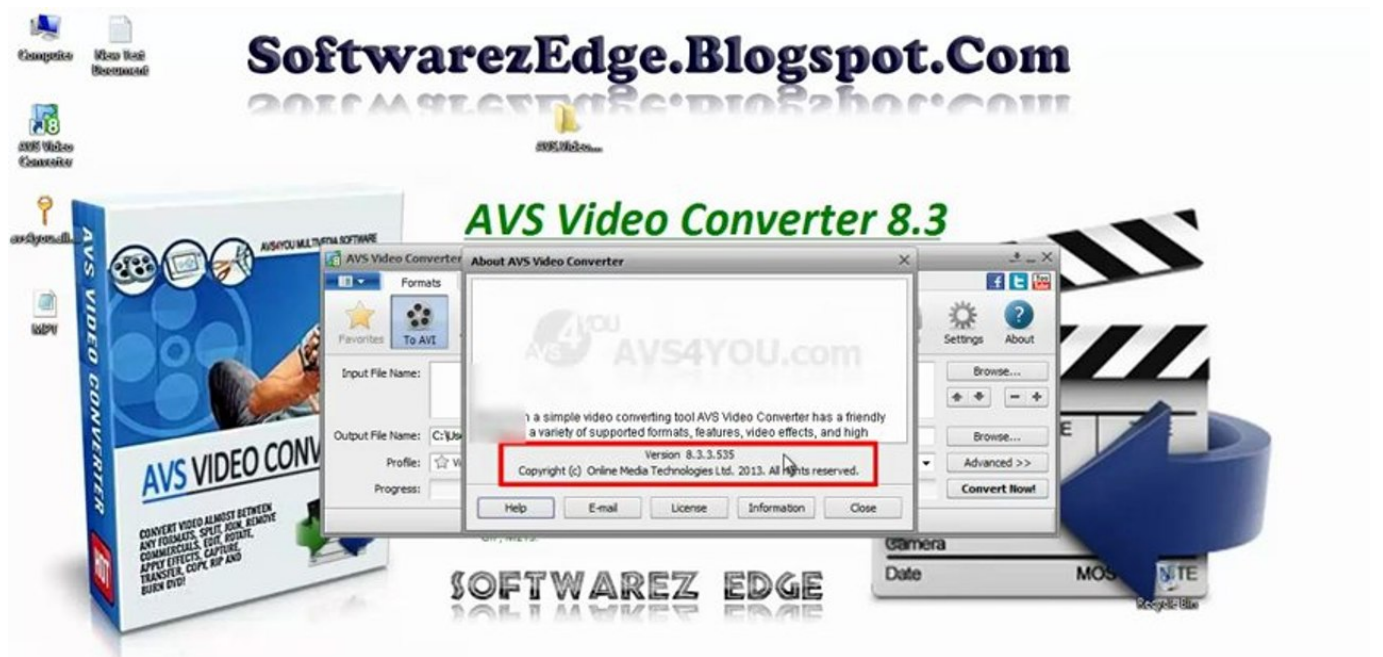 SoftwarezEdge.Blogspot.Com
Computer
New Text
Document
AVS Video
Converter
AVS.Video....
AVS Video Converter 8.3
AVS4YOU MULTIMEDIA SOFTWARE
AVS VIDEO CONVERTER
HOT
AVS VIDEO CONV
CONVERT VIDEO ALMOST BETWEEN
ANY FORMATS, SPLIT, JOIN, REMOVE
COMMERCIALS, EDIT, ROTATE,
APPLY EFFECTS, CAPTURE,
TRANSFER, COPY, RIP AND
BURN DVD!
AVS Video Converter
About AVS Video Converter
Formats
Favorites
To AVI
Settings
About
AVS4YOU
AVS4YOU.com
Input File Name:
Browse...
a simple video converting tool AVS Video Converter has a friendly
a variety of supported formats, features, video effects, and high
Output File Name:
Browse...
Version 8.3.3.535
Profile:
Advanced >>
Copyright (c) Online Media Technologies Ltd. 2013. All rights reserved.
Progress:
Convert Now!
Help
E-mail
License
Information
Close
Camera
Date
SOFTWAREZ EDGE
Recycle Bin